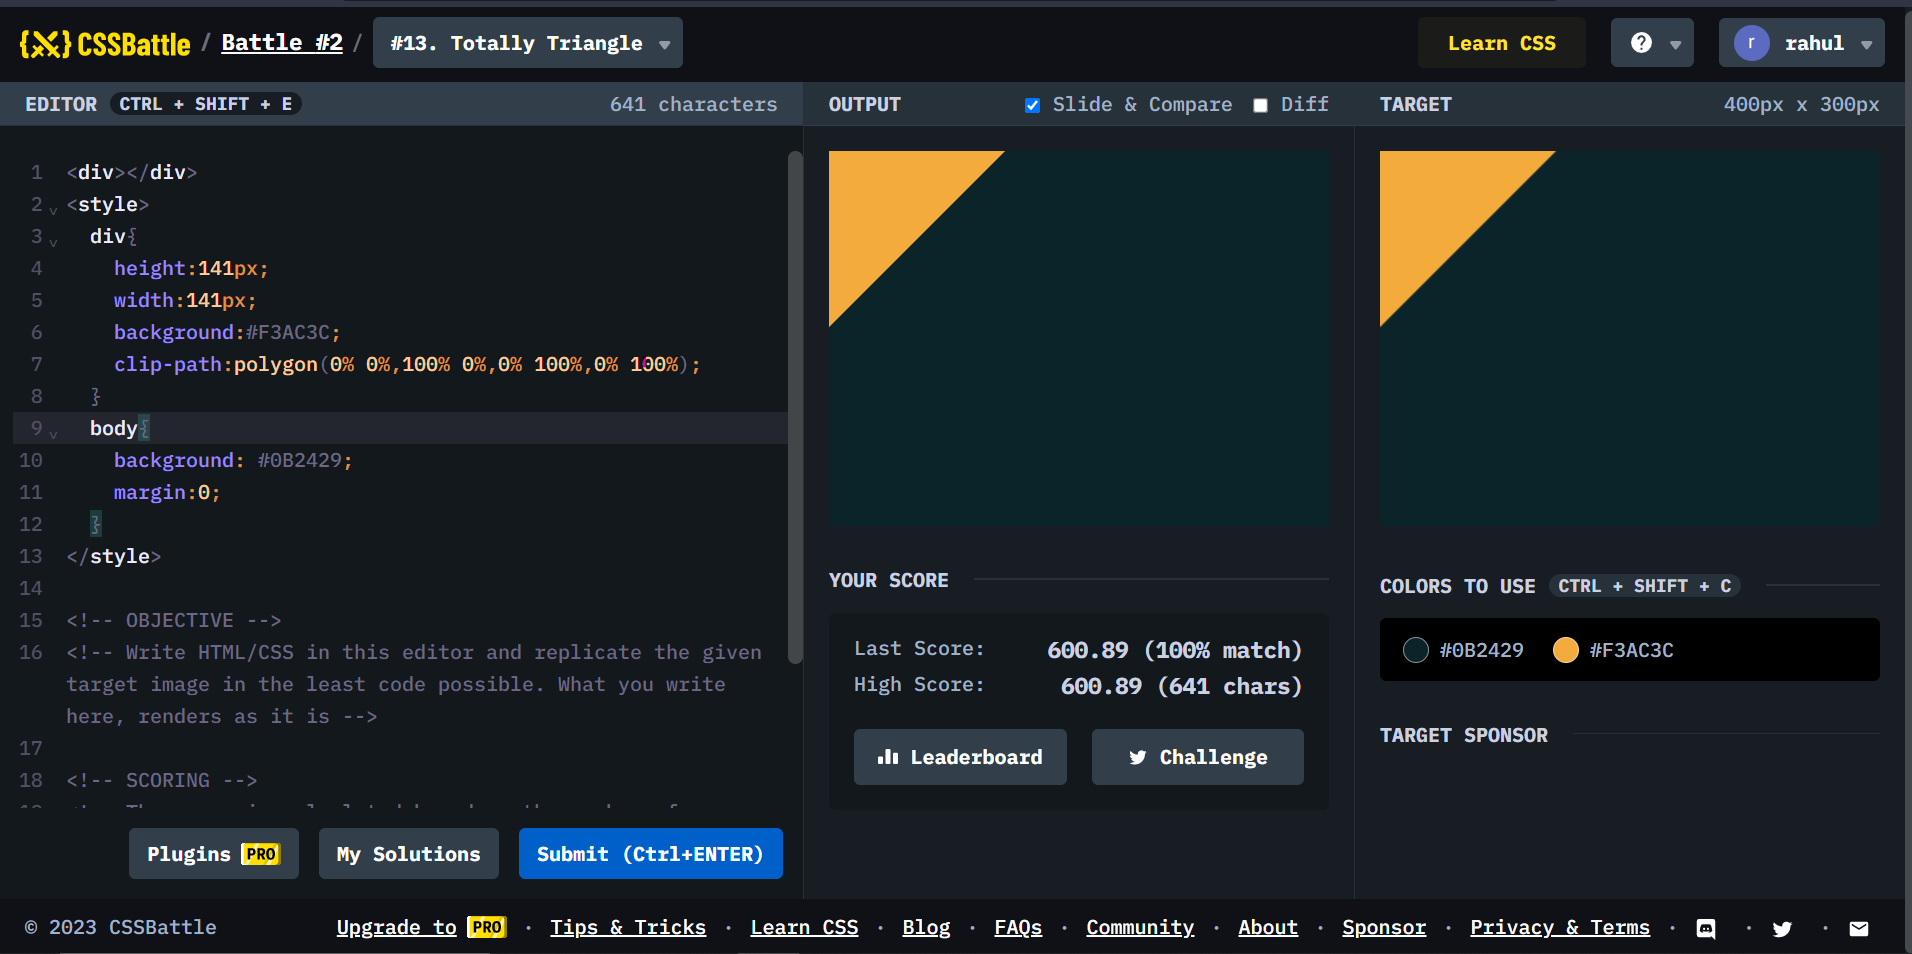 {X} CSSBattle / Battle #2 / #13. Totally Triangle
Learn CSS
?
r rahul
EDITOR CTRL + SHIFT + E 641 characters
OUTPUT Slide & Compare Diff
TARGET 400px x 300px
1 <div></div>
2 <style>
3 div{
4 height:141px;
5 width:141px;
6 background:#F3AC3C;
7 clip-path:polygon(0% 0%,100% 0%,0% 100%,0% 100%);
8 }
9 body{
10 background: #0B2429;
11 margin:0;
12 }
13 </style>
14
15 <!-- OBJECTIVE -->
16 <!-- Write HTML/CSS in this editor and replicate the given
target image in the least code possible. What you write
here, renders as it is -->
17
18 <!-- SCORING -->
Plugins PRO
My Solutions
Submit (Ctrl+ENTER)
YOUR SCORE
Last Score: 600.89 (100% match)
High Score: 600.89 (641 chars)
Leaderboard
Challenge
COLORS TO USE CTRL + SHIFT + C
#0B2429 #F3AC3C
TARGET SPONSOR
© 2023 CSSBattle
Upgrade to PRO · Tips & Tricks · Learn CSS · Blog · FAQs · Community · About · Sponsor · Privacy & Terms · · ·